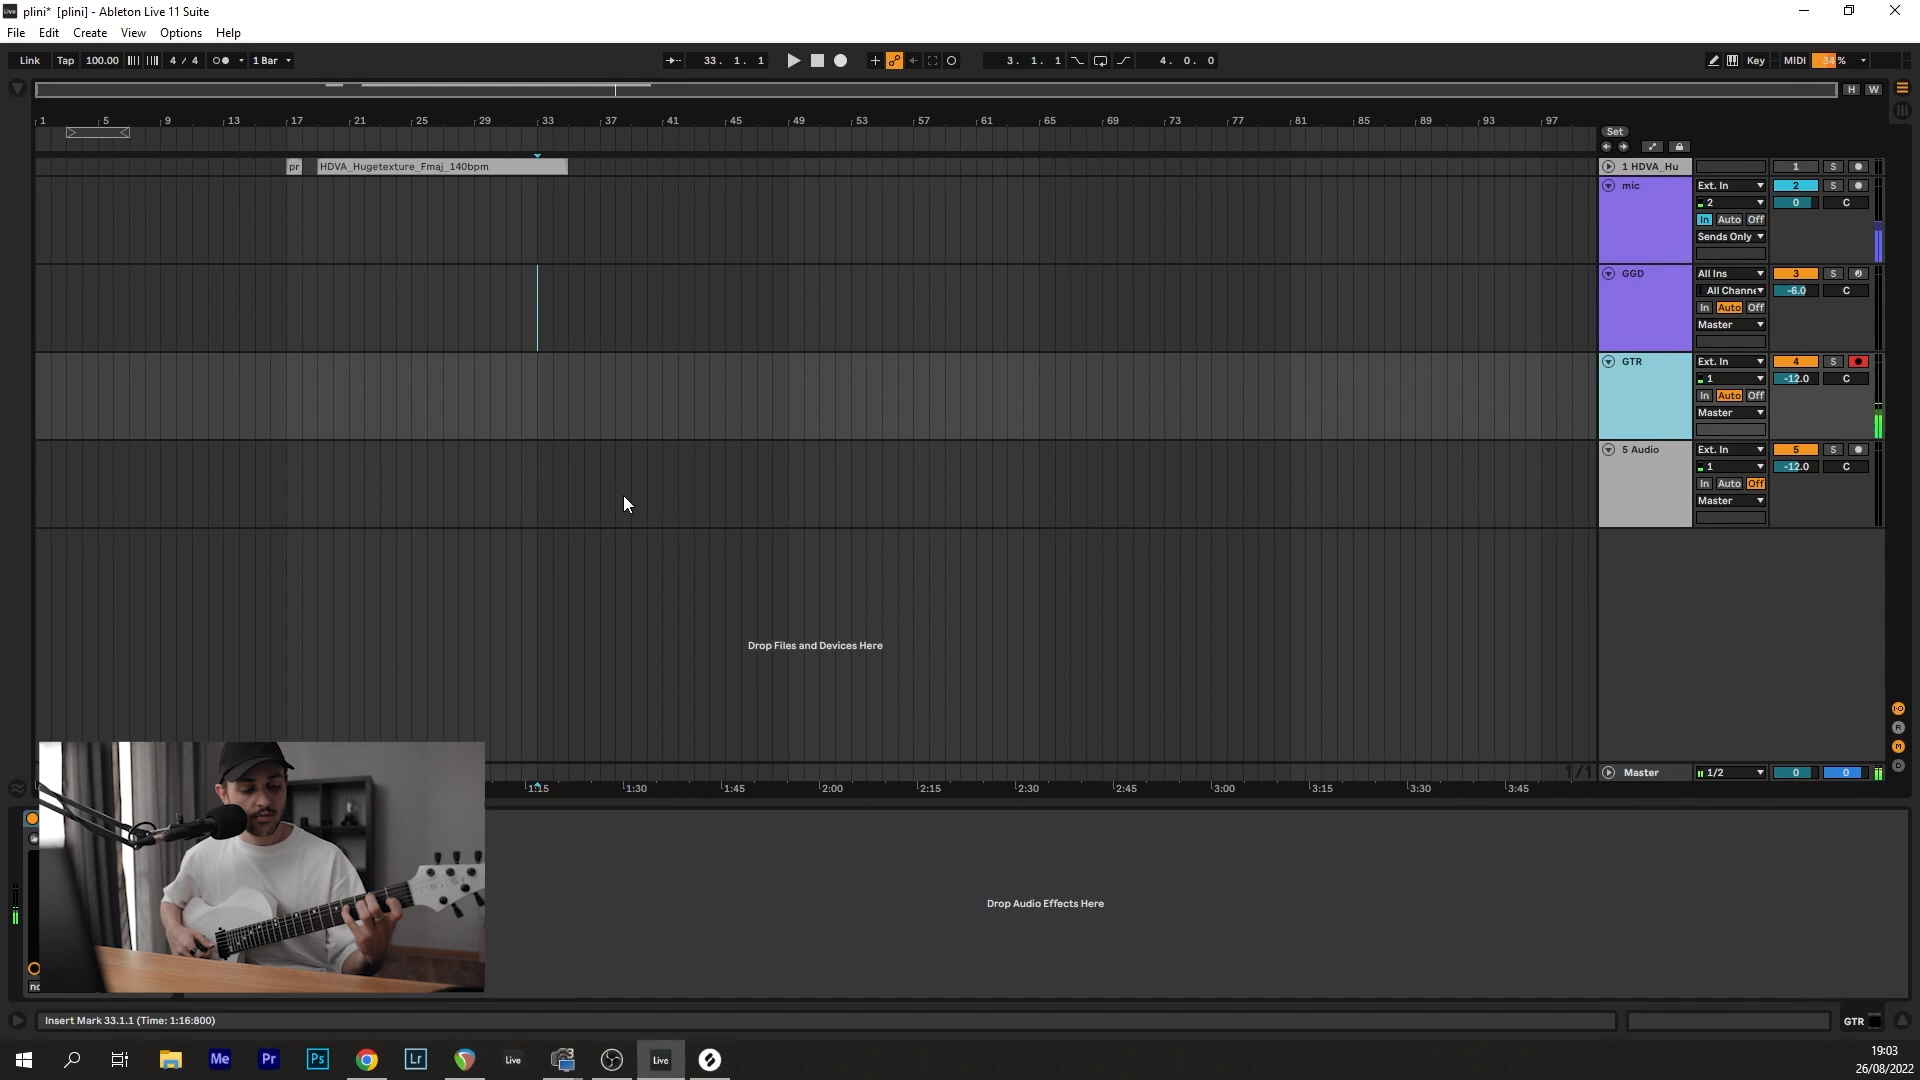 plini* [plini] - Ableton Live 11 Suite
File Edit Create View Options Help
Link Tap 100.00 4 / 4 1 Bar 33. 1. 1 3. 1. 1 4. 0. 0 Key MIDI 34 %
H W
1 5 9 13 17 21 25 29 33 37 41 45 49 53 57 61 65 69 73 77 81 85 89 93 97
Set
pr HDVA_Hugetexture_Fmaj_140bpm 1 HDVA_Hu 1 S
mic Ext. In 2 S
2 0 C
In Auto Off
Sends Only
GGD All Ins 3 S
All Channe -6.0 C
In Auto Off
Master
GTR Ext. In 4 S
1 -12.0 C
In Auto Off
Master
5 Audio Ext. In 5 S
1 -12.0 C
In Auto Off
Master
Drop Files and Devices Here
R
M
D
1/1 Master 1/2 0 0
1:15 1:30 1:45 2:00 2:15 2:30 2:45 3:00 3:15 3:30 3:45
Drop Audio Effects Here
Insert Mark 33.1.1 (Time: 1:16:800) GTR
Me Pr Ps Lr Live Live
19:03
26/08/2022